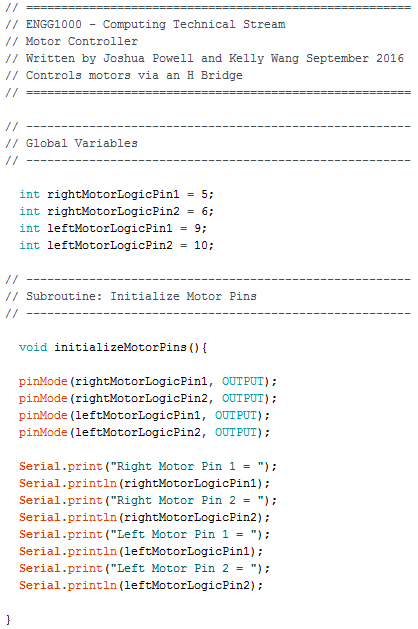 // =======================================================
// ENGG1000 - Computing Technical Stream
// Motor Controller
// Written by Joshua Powell and Kelly Wang September 2016
// Controls motors via an H Bridge
// =======================================================
// -------------------------------------------------------
// Global Variables
// -------------------------------------------------------
int rightMotorLogicPin1 = 5;
int rightMotorLogicPin2 = 6;
int leftMotorLogicPin1 = 9;
int leftMotorLogicPin2 = 10;
// -------------------------------------------------------
// Subroutine: Initialize Motor Pins
// -------------------------------------------------------
void initializeMotorPins(){
pinMode(rightMotorLogicPin1, OUTPUT);
pinMode(rightMotorLogicPin2, OUTPUT);
pinMode(leftMotorLogicPin1, OUTPUT);
pinMode(leftMotorLogicPin2, OUTPUT);
Serial.print("Right Motor Pin 1 = ");
Serial.println(rightMotorLogicPin1);
Serial.print("Right Motor Pin 2 = ");
Serial.println(rightMotorLogicPin2);
Serial.print("Left Motor Pin 1 = ");
Serial.println(leftMotorLogicPin1);
Serial.print("Left Motor Pin 2 = ");
Serial.println(leftMotorLogicPin2);
}